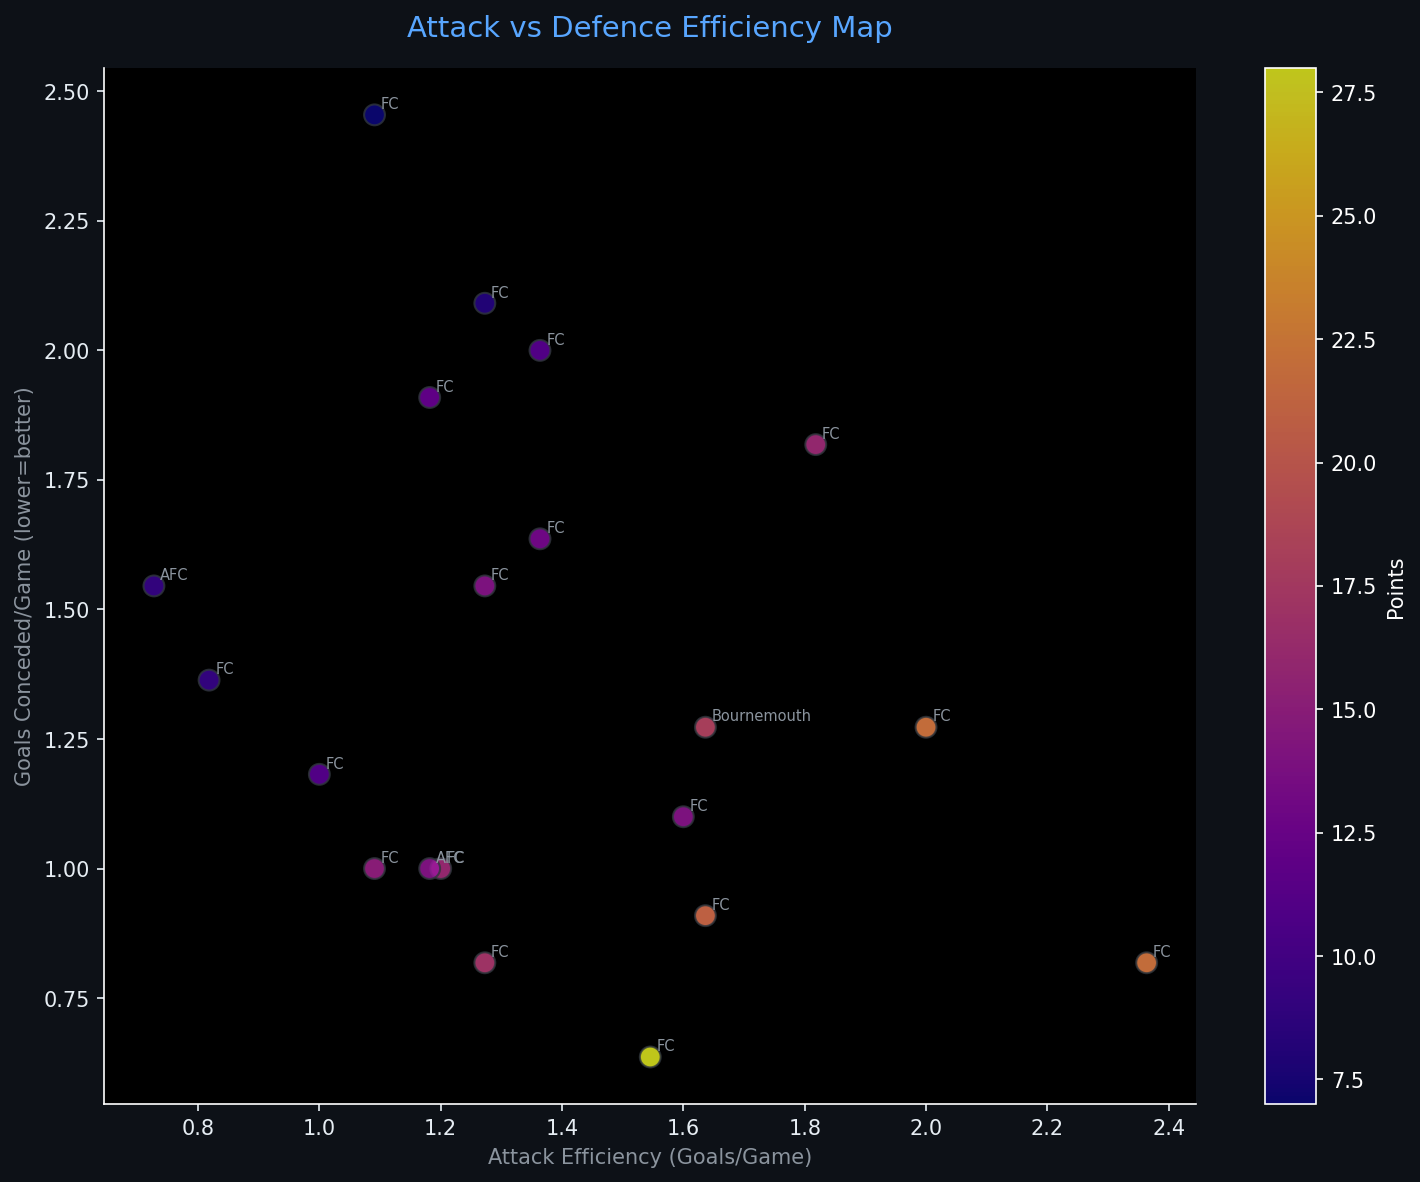 Attack vs Defence Efficiency Map
2.50
2.25
2.00
1.75
1.50
1.25
1.00
0.75
Goals Conceded/Game (lower=better)
FC
FC
FC
FC
FC
FC
AFC
FC
FC
Bournemouth
FC
FC
FC
FC
AFC
FC
FC
FC
FC
FC
0.8
1.0
1.2
1.4
1.6
1.8
2.0
2.2
2.4
Attack Efficiency (Goals/Game)
27.5
25.0
22.5
20.0
17.5
15.0
12.5
10.0
7.5
Points